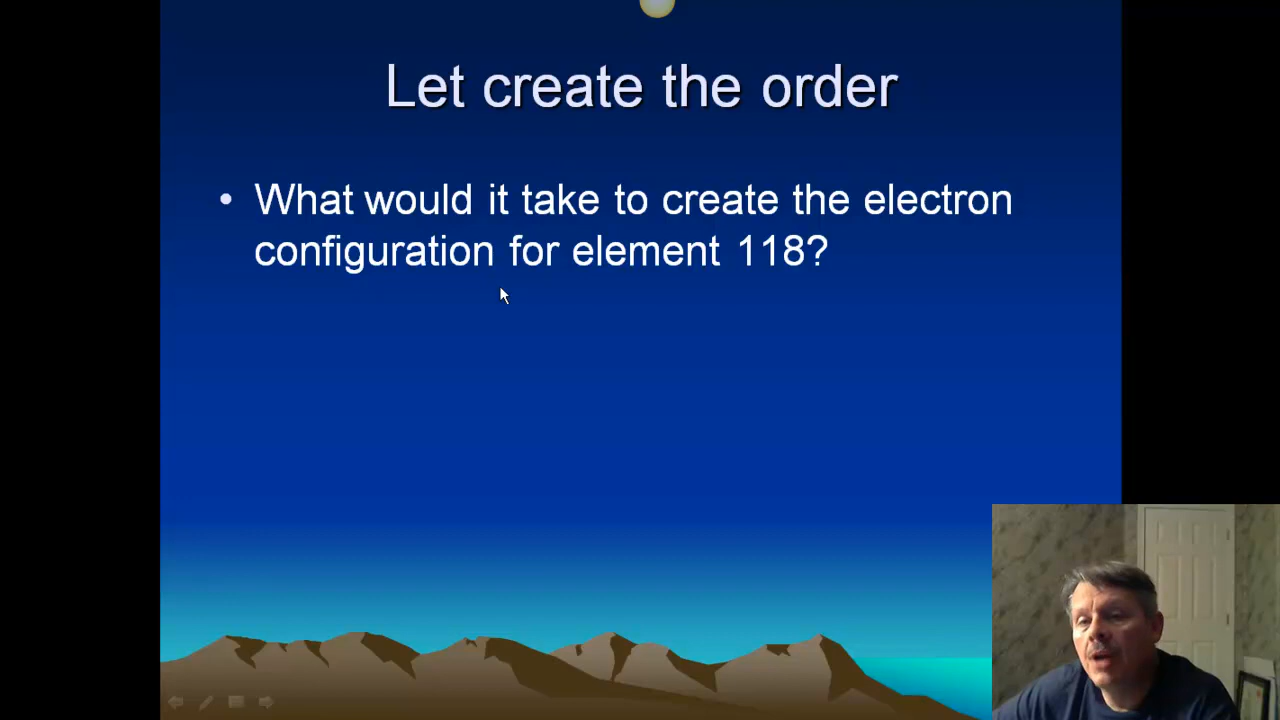 Let create the order
• What would it take to create the electron
configuration for element 118?